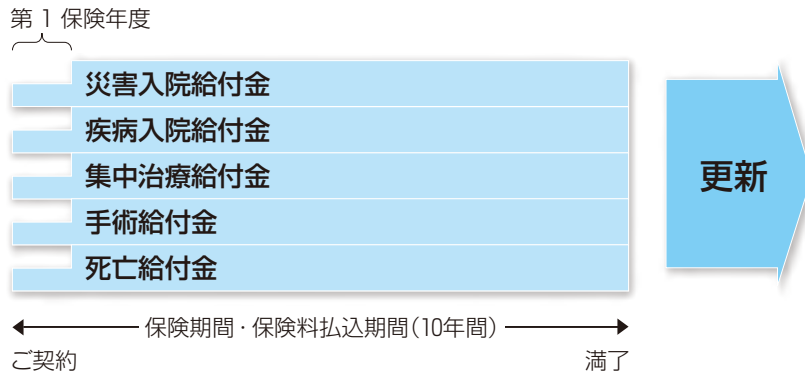 第1保険年度
災害入院給付金
疾病入院給付金
集中治療給付金
手術給付金
死亡給付金
更新
保険期間・保険料払込期間(10年間)
ご契約 満了